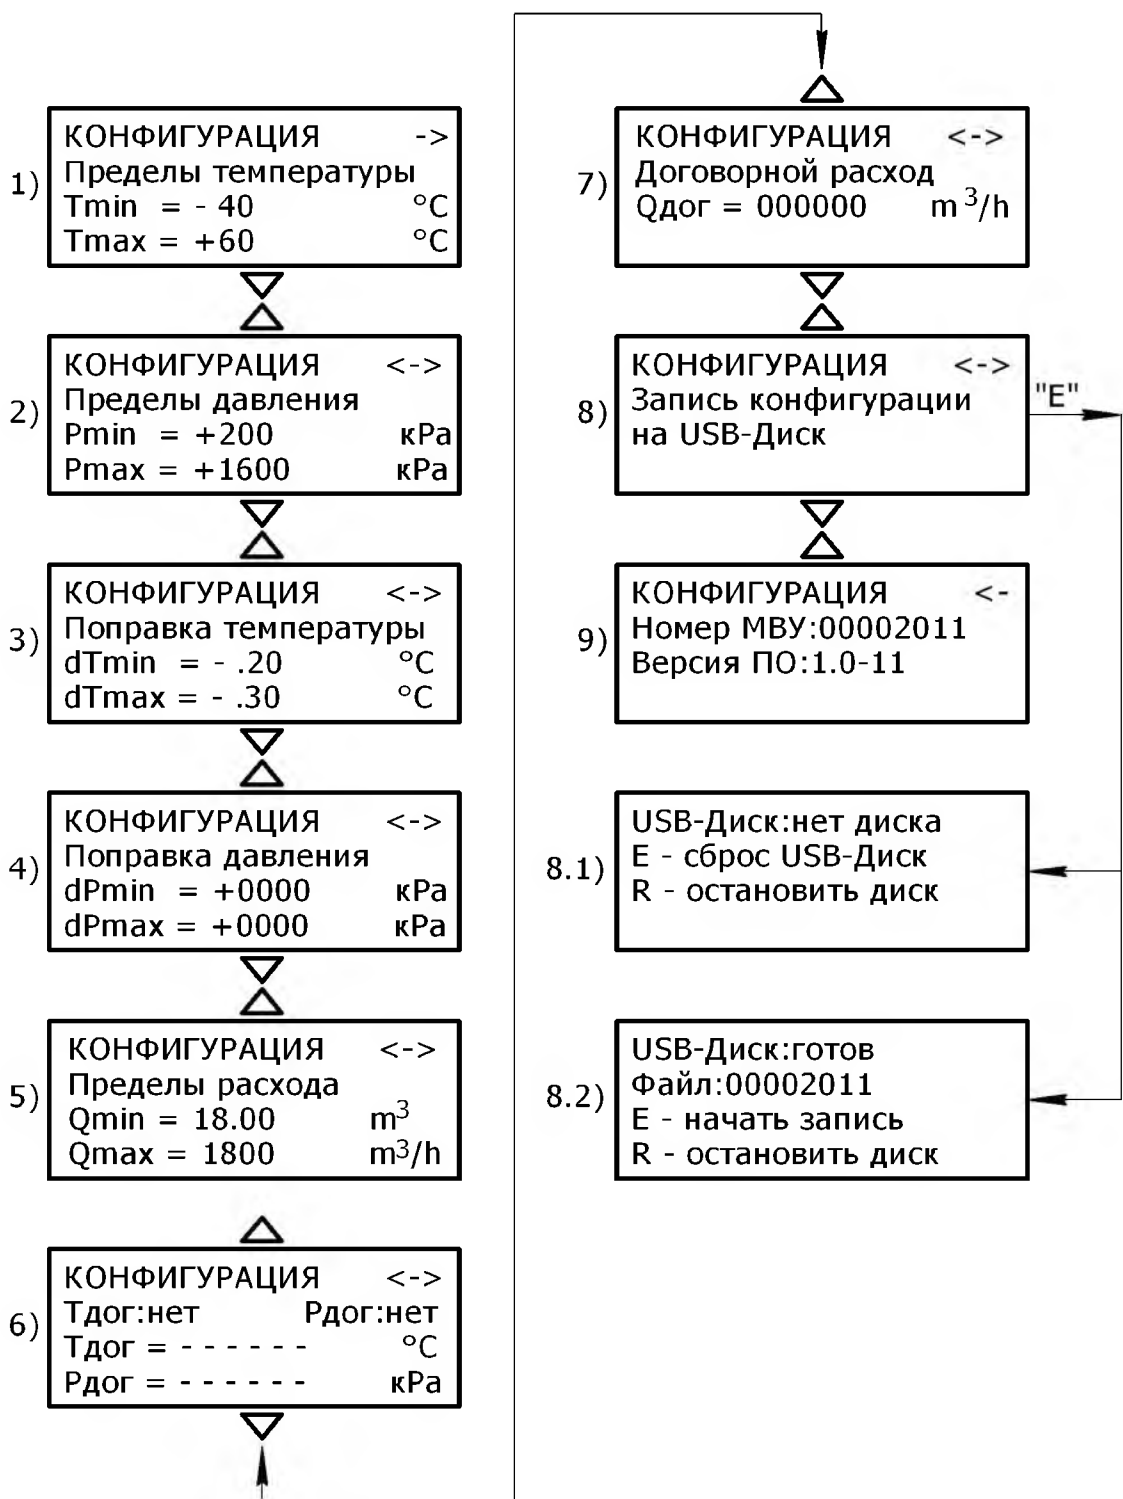 1)
КОНФИГУРАЦИЯ ->
Пределы температуры
Tmin = - 40 °C
Tmax = +60 °C
2)
КОНФИГУРАЦИЯ <->
Пределы давления
Pmin = +200 кPa
Pmax = +1600 кPa
3)
КОНФИГУРАЦИЯ <->
Поправка температуры
dTmin = - .20 °C
dTmax = - .30 °C
4)
КОНФИГУРАЦИЯ <->
Поправка давления
dPmin = +0000 кPa
dPmax = +0000 кPa
5)
КОНФИГУРАЦИЯ <->
Пределы расхода
Qmin = 18.00 m³
Qmax = 1800 m³/h
6)
КОНФИГУРАЦИЯ <->
Tдог:нет Pдог:нет
Tдог = - - - - - - °C
Pдог = - - - - - - кPa
7)
КОНФИГУРАЦИЯ <->
Договорной расход
Qдог = 000000 m³/h
8)
КОНФИГУРАЦИЯ <->
Запись конфигурации
на USB-Диск
"E"
9)
КОНФИГУРАЦИЯ <-
Номер МВУ:00002011
Версия ПО:1.0-11
8.1)
USB-Диск:нет диска
E - сброс USB-Диск
R - остановить диск
8.2)
USB-Диск:готов
Файл:00002011
E - начать запись
R - остановить диск